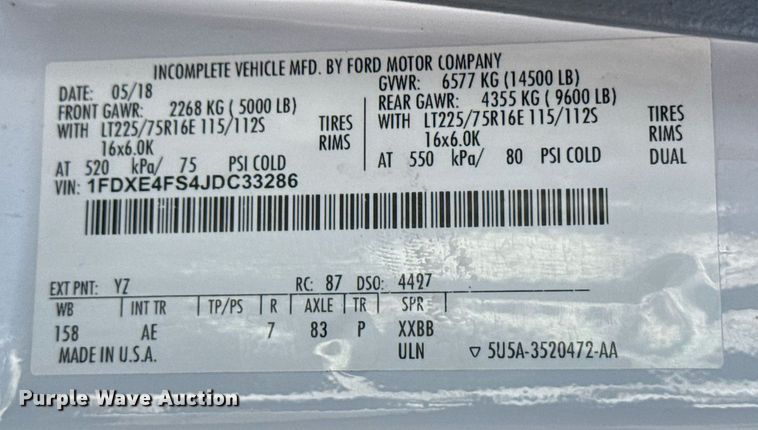 INCOMPLETE VEHICLE MFD. BY FORD MOTOR COMPANY
DATE: 05/18 GVWR: 6577 KG (14500 LB)
FRONT GAWR: 2268 KG ( 5000 LB) REAR GAWR: 4355 KG ( 9600 LB)
WITH LT225/75R16E 115/112S TIRES WITH LT225/75R16E 115/112S TIRES
16x6.0K RIMS 16x6.0K RIMS
AT 520 kPa/ 75 PSI COLD AT 550 kPa/ 80 PSI COLD DUAL
VIN: 1FDXE4FS4JDC33286
EXT PNT: YZ RC: 87 DSO: 4497
WB INT TR TP/PS R AXLE TR SPR
158 AE 7 83 P XXBB
MADE IN U.S.A. ULN ▽ 5U5A-3520472-AA
Purple Wave Auction